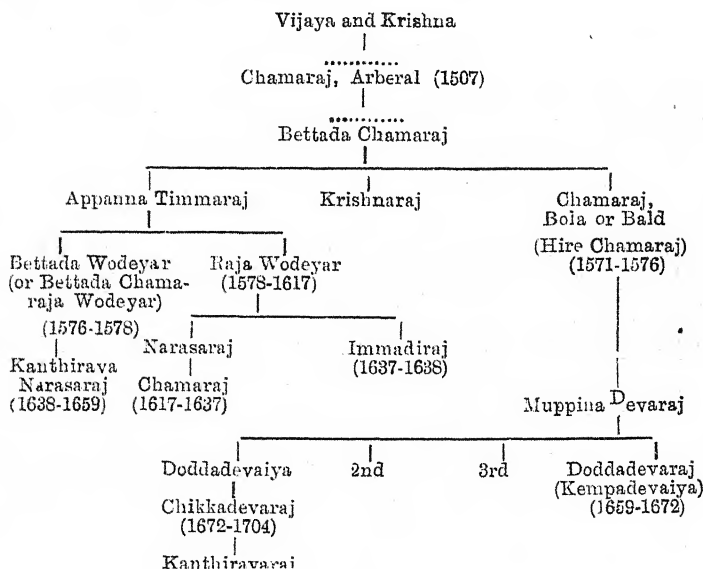 Vijaya and Krishna
Chamaraj, Arberal (1507)
Bettada Chamaraj
Appanna Timmaraj
Krishnaraj
Chamaraj,
Bola or Bald
(Hire Chamaraj)
(1571-1576)
Bettada Wodeyar
(or Bettada Chama-
raja Wodeyar)
(1576-1578)
Raja Wodeyar
(1578-1617)
Kanthirava
Narasaraj
(1638-1659)
Narasaraj
Chamaraj
(1617-1637)
Immadiraj
(1637-1638)
Muppina Devaraj
Doddadevaiya
2nd
3rd
Doddadevaraj
(Kempadevaiya)
(1659-1672)
Chikkadevaraj
(1672-1704)
Kanthiravaraj